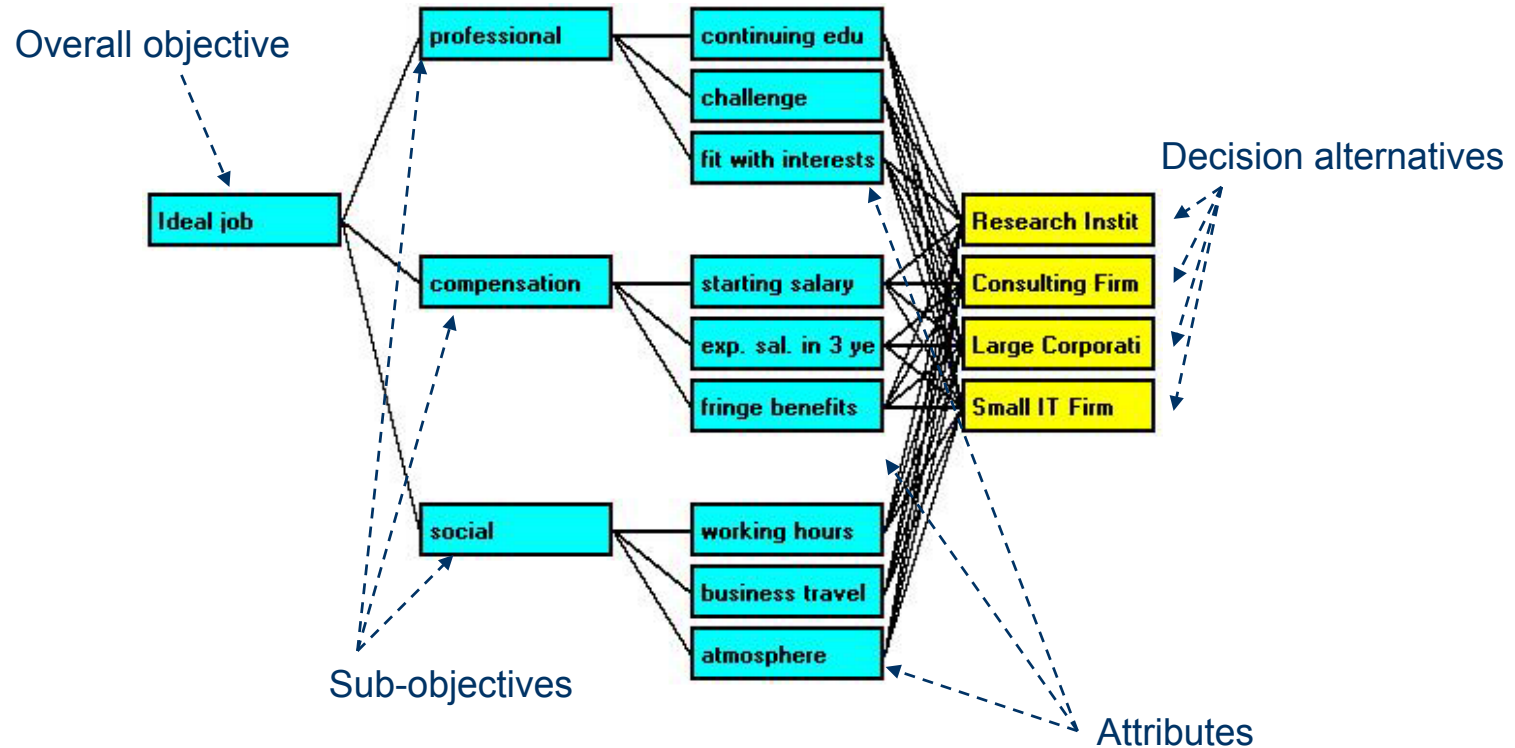 Overall objective
professional
continuing edu
challenge
fit with interests
Decision alternatives
Ideal job
Research Instit
compensation
starting salary
Consulting Firm
exp. sal. in 3 ye
Large Corporati
fringe benefits
Small IT Firm
social
working hours
business travel
atmosphere
Sub-objectives
Attributes